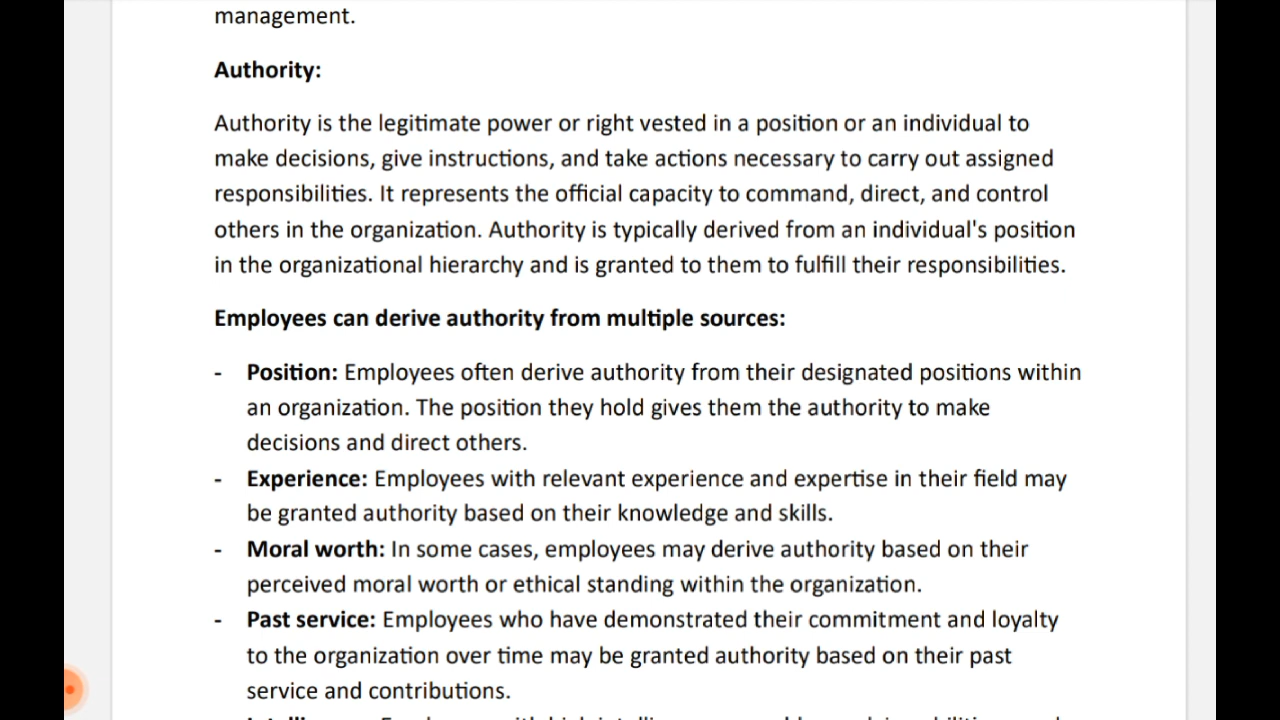 management.
Authority:
Authority is the legitimate power or right vested in a position or an individual to
make decisions, give instructions, and take actions necessary to carry out assigned
responsibilities. It represents the official capacity to command, direct, and control
others in the organization. Authority is typically derived from an individual's position
in the organizational hierarchy and is granted to them to fulfill their responsibilities.
Employees can derive authority from multiple sources:
- Position: Employees often derive authority from their designated positions within
an organization. The position they hold gives them the authority to make
decisions and direct others.
- Experience: Employees with relevant experience and expertise in their field may
be granted authority based on their knowledge and skills.
- Moral worth: In some cases, employees may derive authority based on their
perceived moral worth or ethical standing within the organization.
- Past service: Employees who have demonstrated their commitment and loyalty
to the organization over time may be granted authority based on their past
service and contributions.